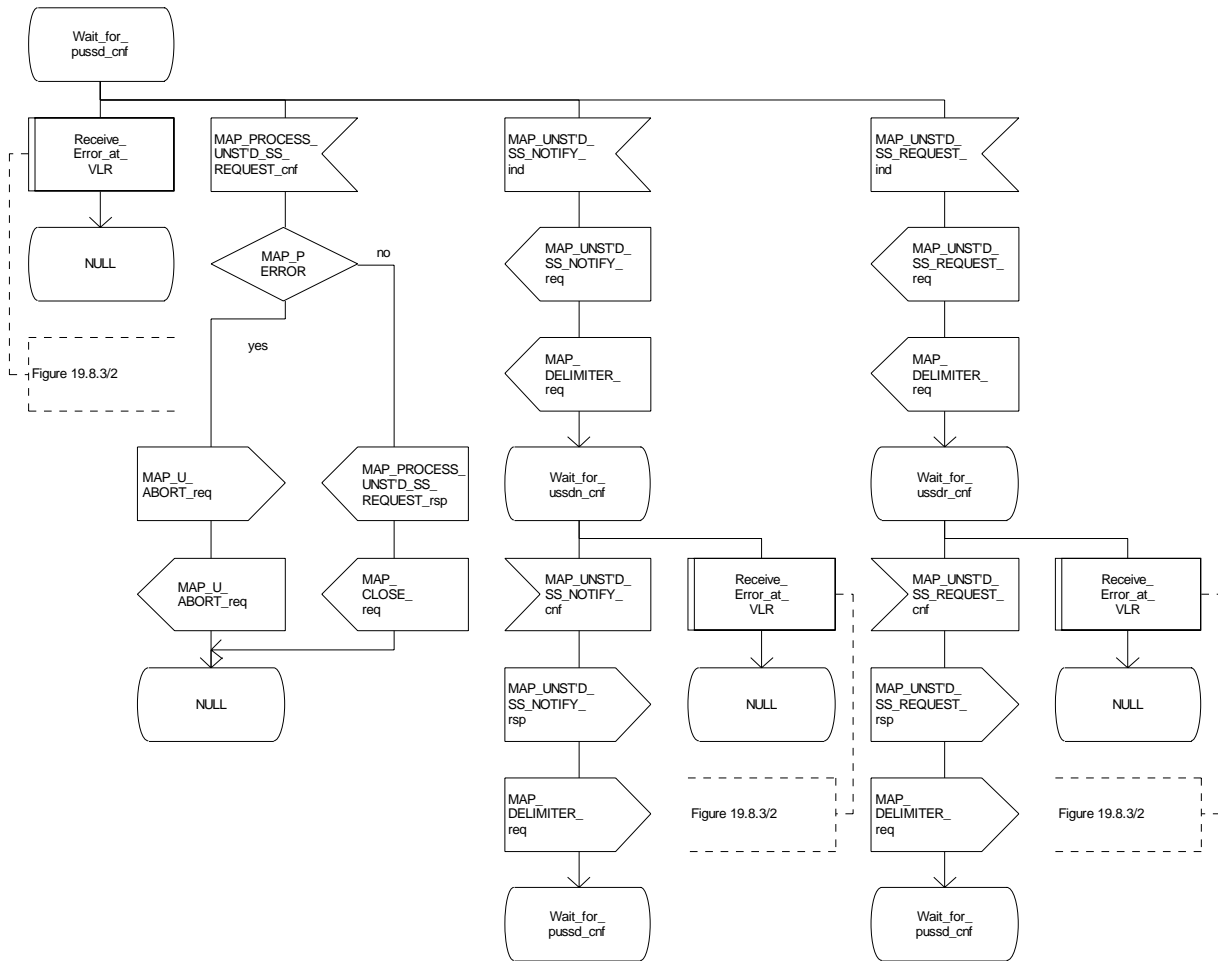 Wait_for_
pussd_cnf
Receive_
Error_at_
VLR
MAP_PROCESS_
UNST'D_SS_
REQUEST_cnf
MAP_UNST'D_
SS_NOTIFY_
ind
MAP_UNST'D_
SS_REQUEST_
ind
NULL
MAP_P
ERROR
no
yes
MAP_UNST'D_
SS_NOTIFY_
req
MAP_UNST'D_
SS_REQUEST_
req
Figure 19.8.3/2
MAP_
DELIMITER_
req
MAP_
DELIMITER_
req
MAP_U_
ABORT_req
MAP_PROCESS_
UNST'D_SS_
REQUEST_rsp
Wait_for_
ussdn_cnf
Wait_for_
ussdr_cnf
MAP_U_
ABORT_req
MAP_
CLOSE_
req
MAP_UNST'D_
SS_NOTIFY_
cnf
Receive_
Error_at_
VLR
MAP_UNST'D_
SS_REQUEST_
cnf
Receive_
Error_at_
VLR
NULL
MAP_UNST'D_
SS_NOTIFY_
rsp
NULL
MAP_UNST'D_
SS_REQUEST_
rsp
NULL
MAP_
DELIMITER_
req
Figure 19.8.3/2
MAP_
DELIMITER_
req
Figure 19.8.3/2
Wait_for_
pussd_cnf
Wait_for_
pussd_cnf